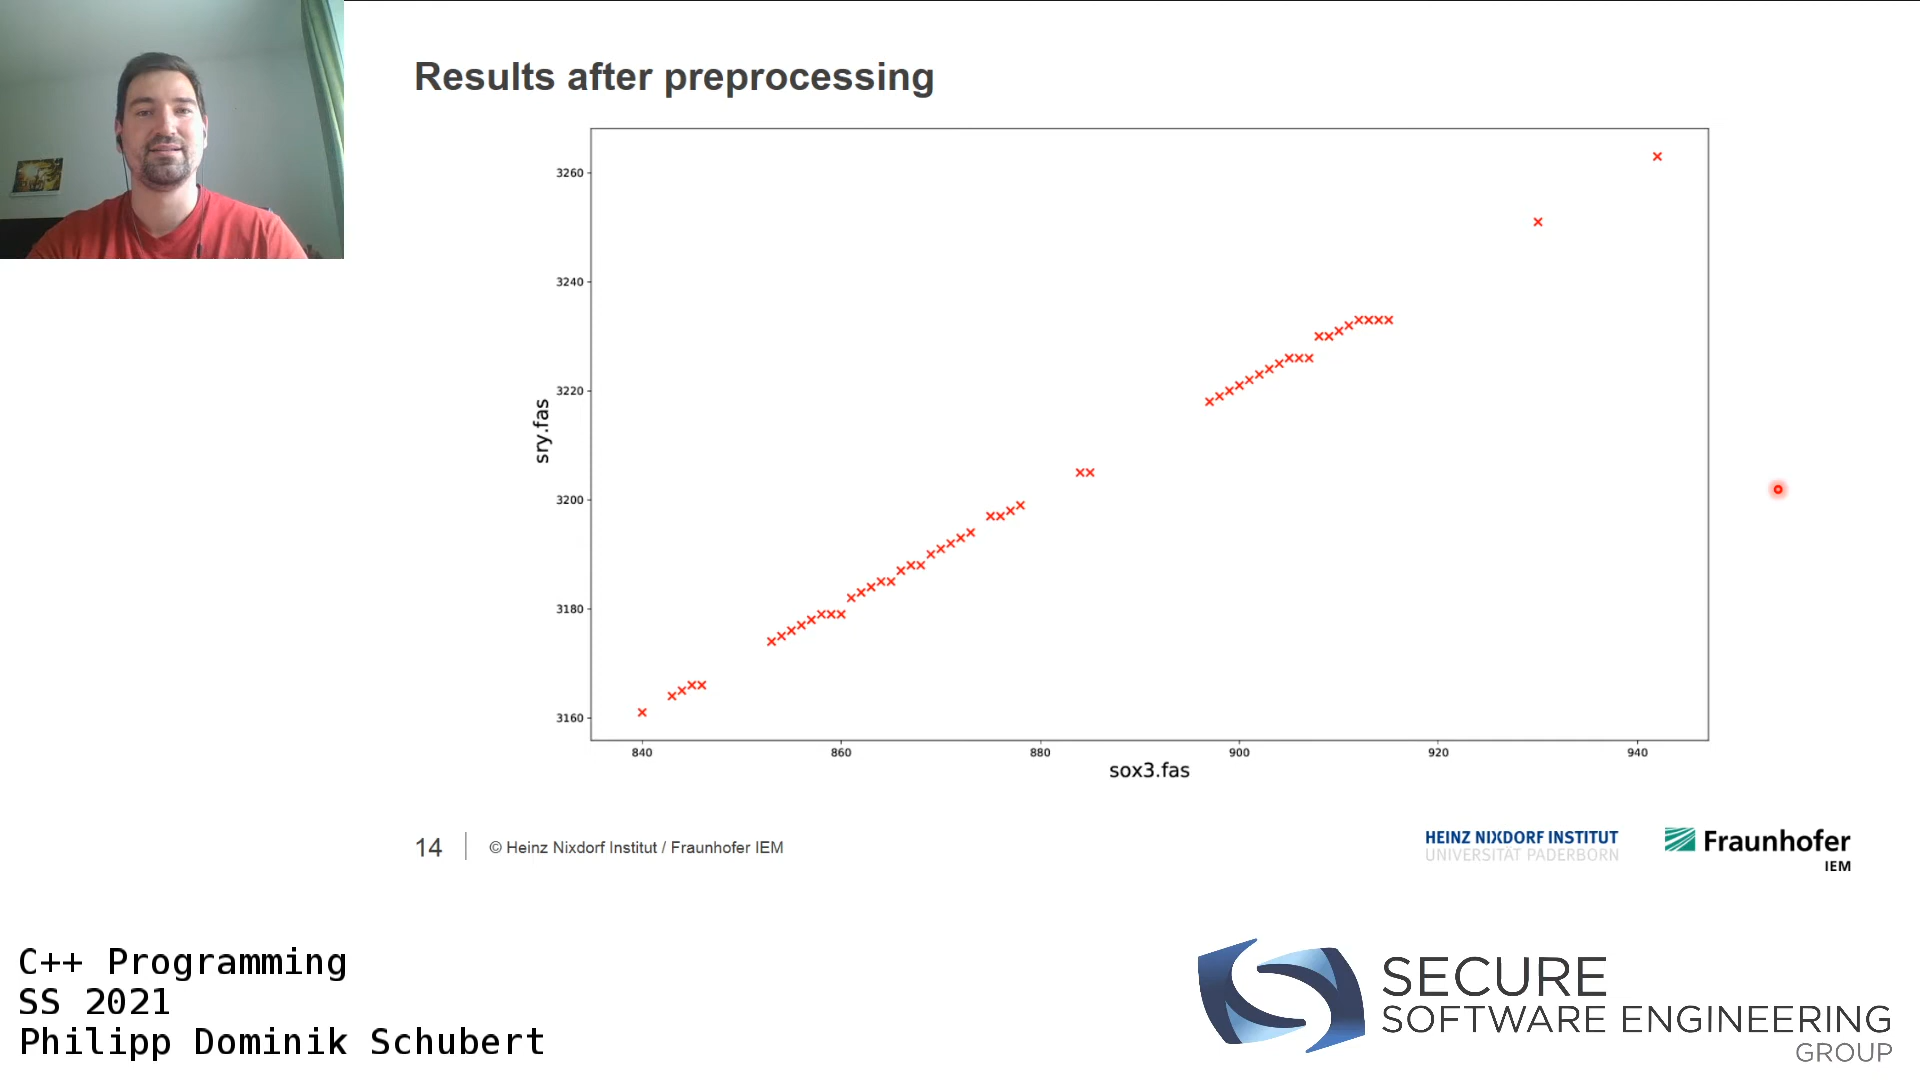 Results after preprocessing
3260
3240
3220
3200
3180
3160
sry.fas
840 860 880 900 920 940
sox3.fas
14 © Heinz Nixdorf Institut / Fraunhofer IEM
HEINZ NIXDORF INSTITUT
UNIVERSITÄT PADERBORN
Fraunhofer
IEM
C++ Programming
SS 2021
Philipp Dominik Schubert
SECURE
SOFTWARE ENGINEERING
GROUP